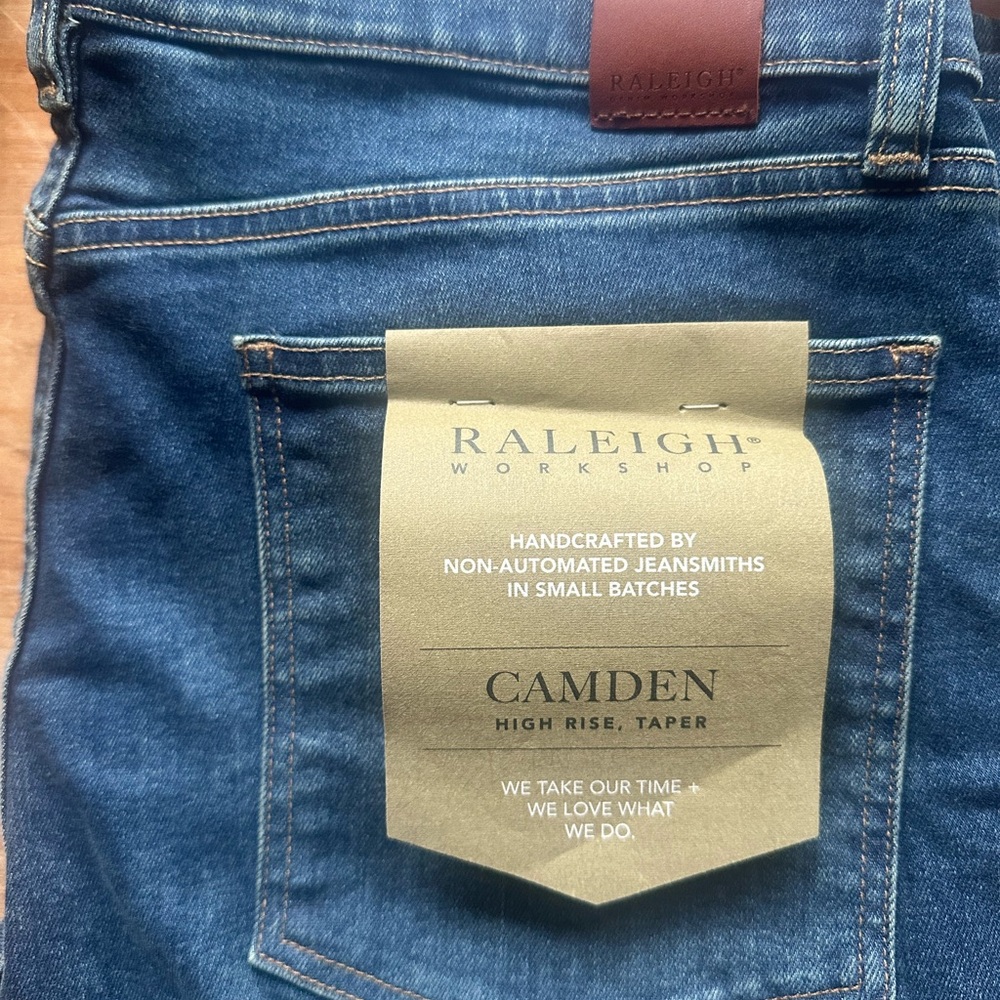 RALEIGH®
RALEIGH®
WORKSHOP
HANDCRAFTED BY
NON-AUTOMATED JEANSMITHS
IN SMALL BATCHES
CAMDEN
HIGH RISE, TAPER
WE TAKE OUR TIME +
WE LOVE WHAT
WE DO.